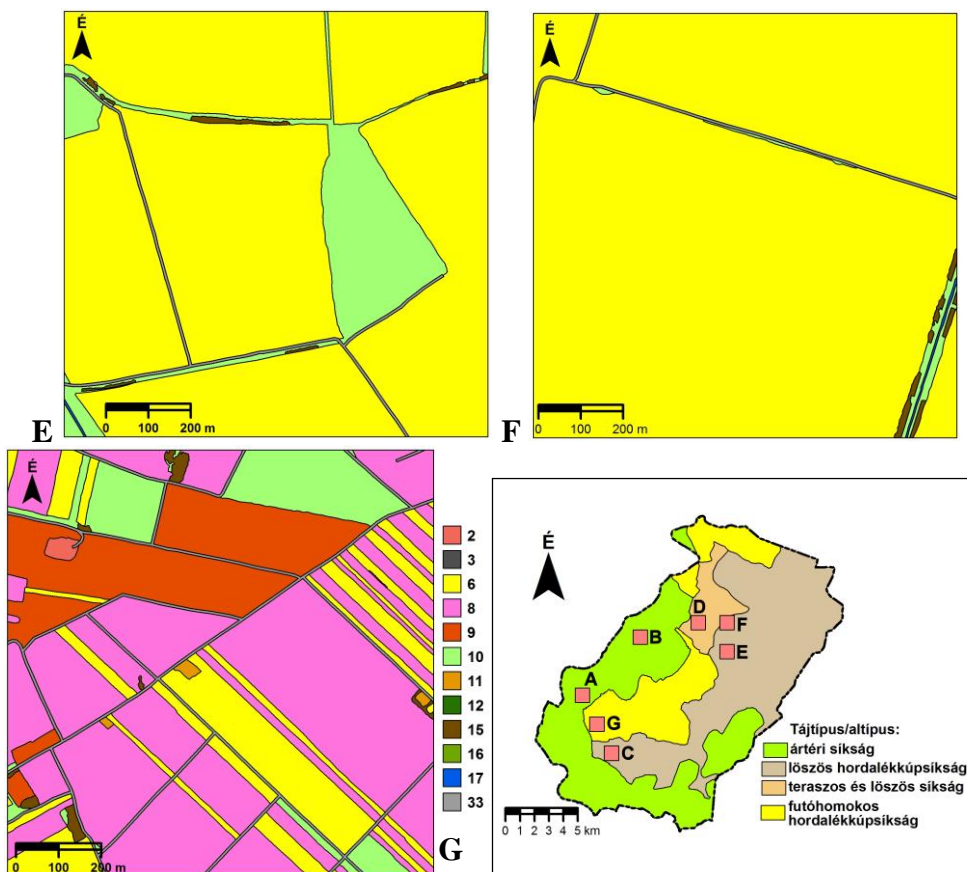 É
0 100 200 m
E
É
0 100 200 m
F
É
0 100 200 m
G
2
3
6
8
9
10
11
12
15
16
17
33
É
D
F
B
E
A
G
C
0 1 2 3 4 5 km
Tájtípus/altípus:
ártéri síkság
löszös hordalékkúpsíkság
teraszos és löszös síkság
futóhomokos
hordalékkúpsíkság